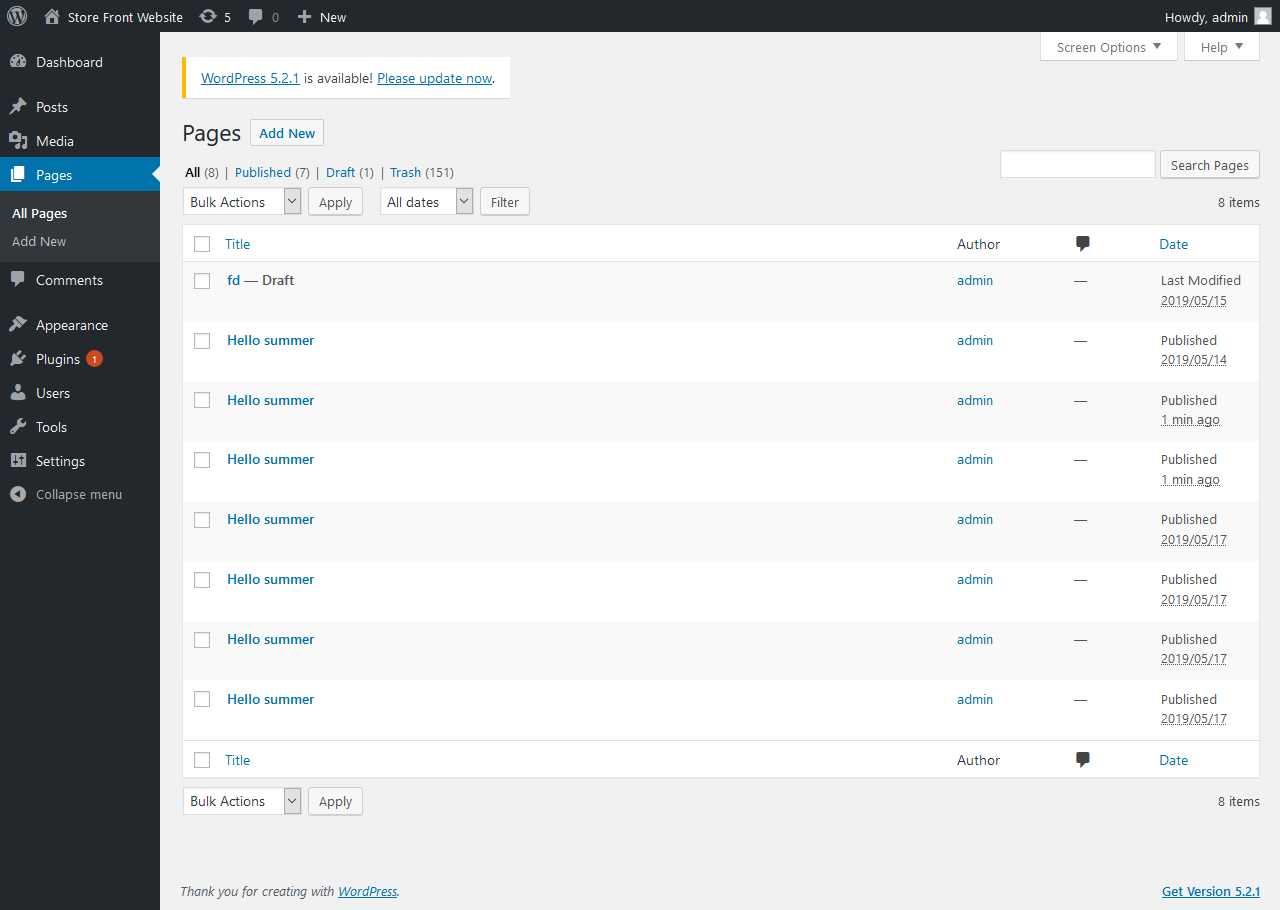 Store Front Website 5 0 New Howdy, admin
Screen Options Help
Dashboard
Posts
Media
Pages
All Pages
Add New
Comments
Appearance
Plugins 1
Users
Tools
Settings
Collapse menu
WordPress 5.2.1 is available! Please update now.
Pages Add New
All (8) | Published (7) | Draft (1) | Trash (151)
Search Pages
Bulk Actions Apply All dates Filter 8 items
Title Author Date
fd — Draft admin — Last Modified
2019/05/15
Hello summer admin — Published
2019/05/14
Hello summer admin — Published
1 min ago
Hello summer admin — Published
1 min ago
Hello summer admin — Published
2019/05/17
Hello summer admin — Published
2019/05/17
Hello summer admin — Published
2019/05/17
Hello summer admin — Published
2019/05/17
Title Author Date
Bulk Actions Apply 8 items
Thank you for creating with WordPress. Get Version 5.2.1